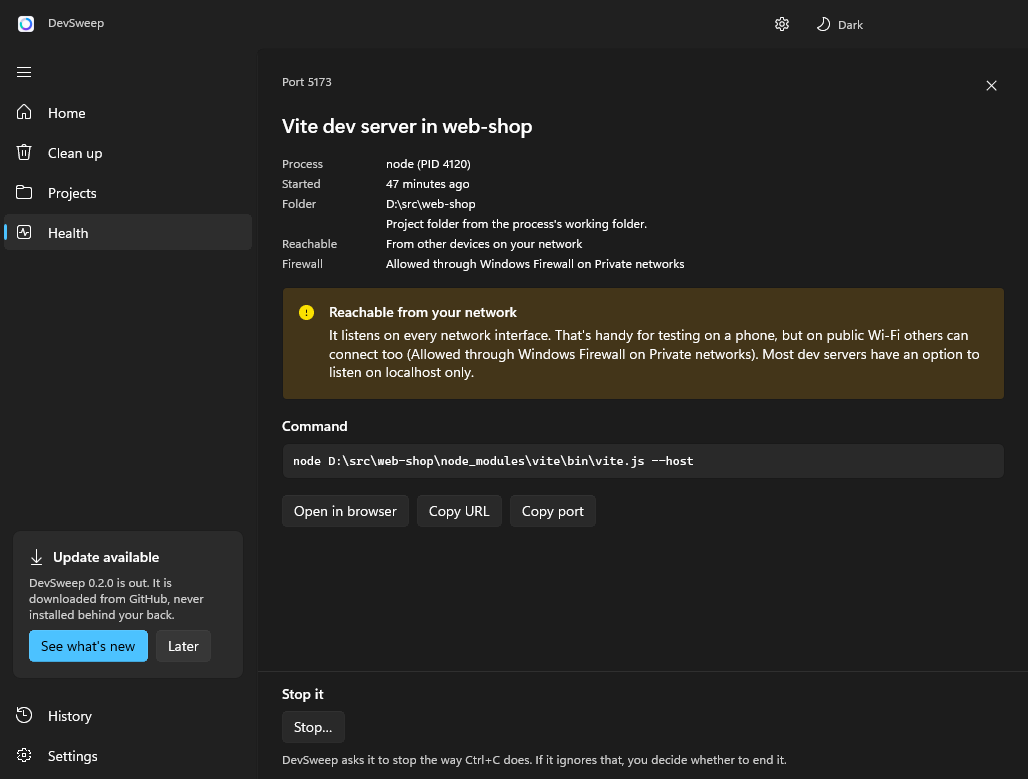 DevSweep
Dark
Home
Clean up
Projects
Health
Update available
DevSweep 0.2.0 is out. It is
downloaded from GitHub, never
installed behind your back.
See what's new
Later
History
Settings
Port 5173
Vite dev server in web-shop
Process node (PID 4120)
Started 47 minutes ago
Folder D:\src\web-shop
Project folder from the process's working folder.
Reachable From other devices on your network
Firewall Allowed through Windows Firewall on Private networks
Reachable from your network
It listens on every network interface. That's handy for testing on a phone, but on public Wi-Fi others can
connect too (Allowed through Windows Firewall on Private networks). Most dev servers have an option to
listen on localhost only.
Command
node D:\src\web-shop\node_modules\vite\bin\vite.js --host
Open in browser
Copy URL
Copy port
Stop it
Stop...
DevSweep asks it to stop the way Ctrl+C does. If it ignores that, you decide whether to end it.